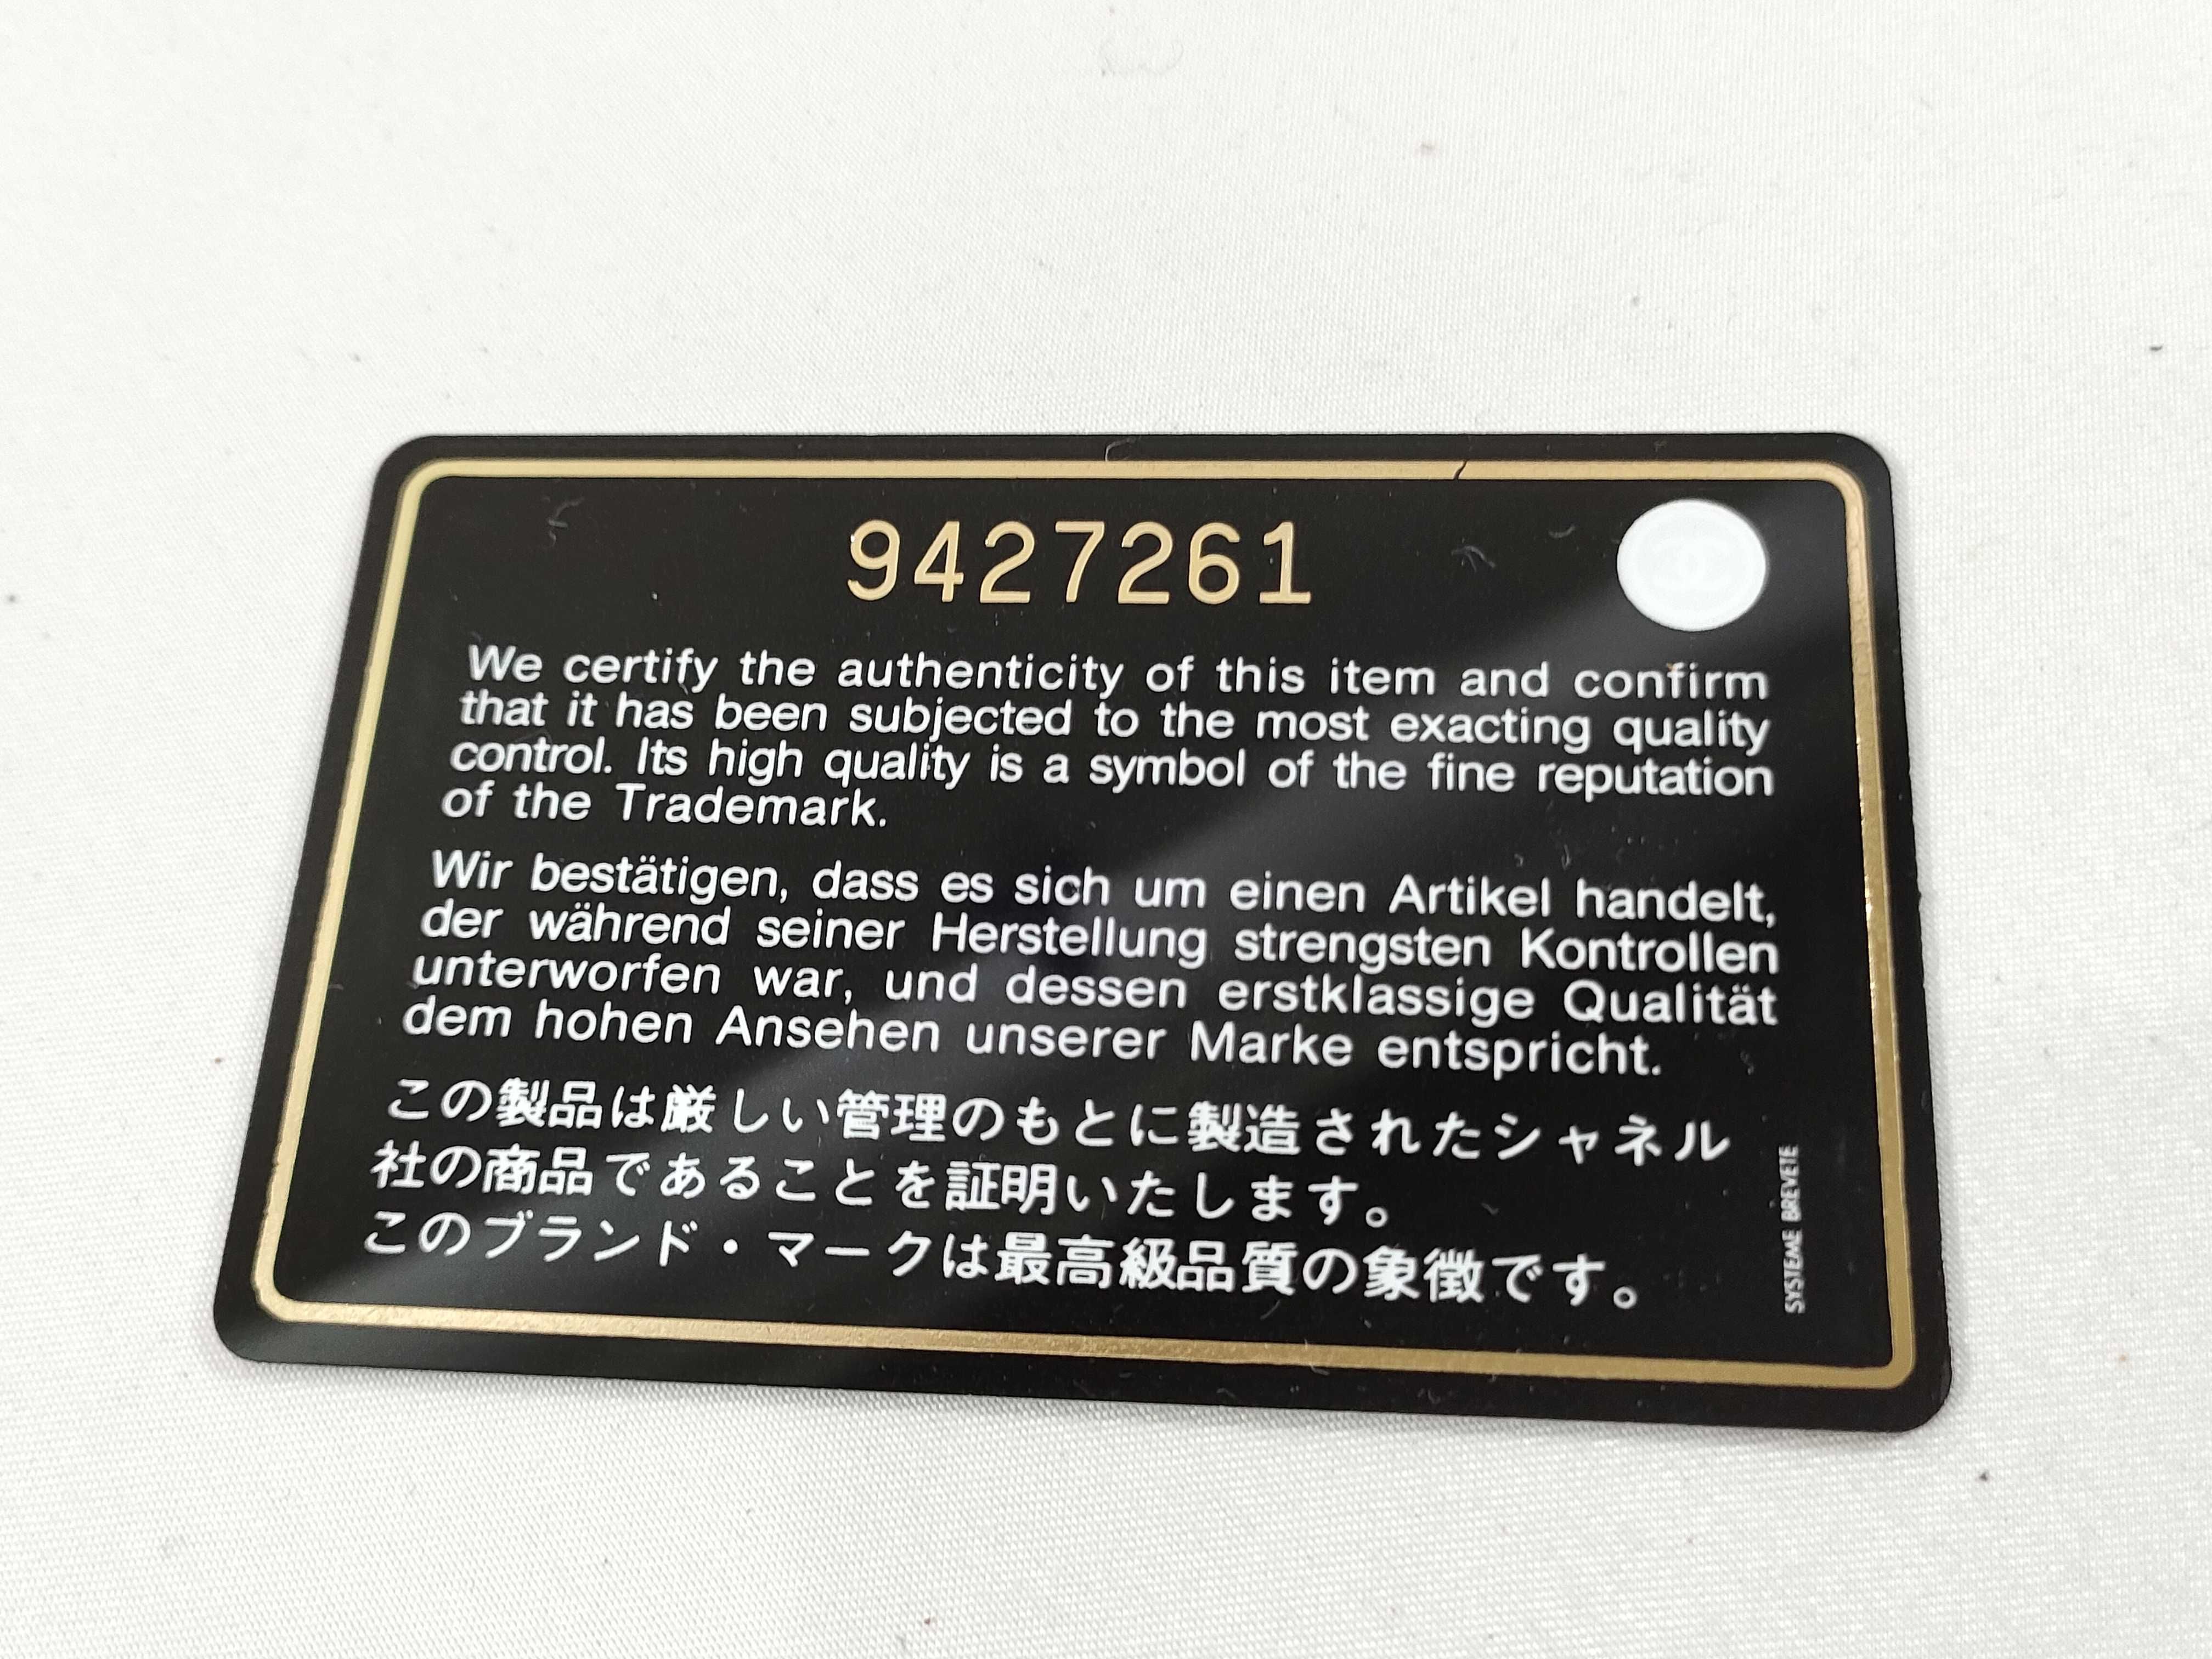 9427261
We certify the authenticity of this item and confirm
that it has been subjected to the most exacting quality
control. Its high quality is a symbol of the fine reputation
of the Trademark.
Wir bestätigen, dass es sich um einen Artikel handelt,
der während seiner Herstellung strengsten Kontrollen
unterworfen war, und dessen erstklassige Qualität
dem hohen Ansehen unserer Marke entspricht.
この製品は厳しい管理のもとに製造されたシャネル
社の商品であることを証明いたします。
このブランド・マークは最高級品質の象徴です。
SYSTEME BREVETE